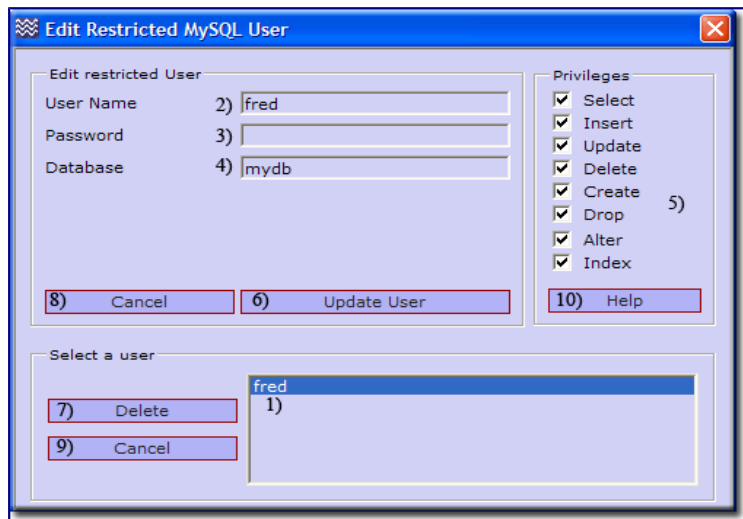 Edit Restricted MySQL User
Edit restricted User
User Name 2) fred
Password 3)
Database 4) mydb
8) Cancel
6) Update User
Privileges
Select
Insert
Update
Delete
Create
5)
Drop
Alter
Index
10) Help
Select a user
fred
1)
7) Delete
9) Cancel